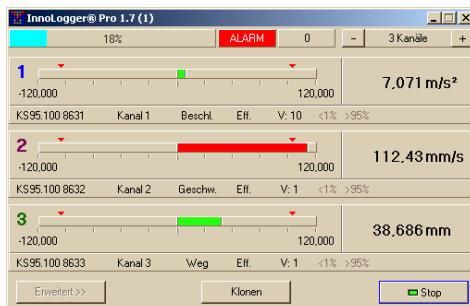 InnoLogger® Pro 1.7 (1)
18% ALARM 0 - 3 Kanäle +
1
-120,000 120,000 7,071 m/s²
KS95.100 8631 Kanal 1 Beschl. Eff. V: 10 <1% >95%
2
-120,000 120,000 112,43 mm/s
KS95.100 8632 Kanal 2 Geschw. Eff. V: 1 <1% >95%
3
-120,000 120,000 38,686 mm
KS95.100 8633 Kanal 3 Weg Eff. V: 1 <1% >95%
Erweitert >> Klonen Stop